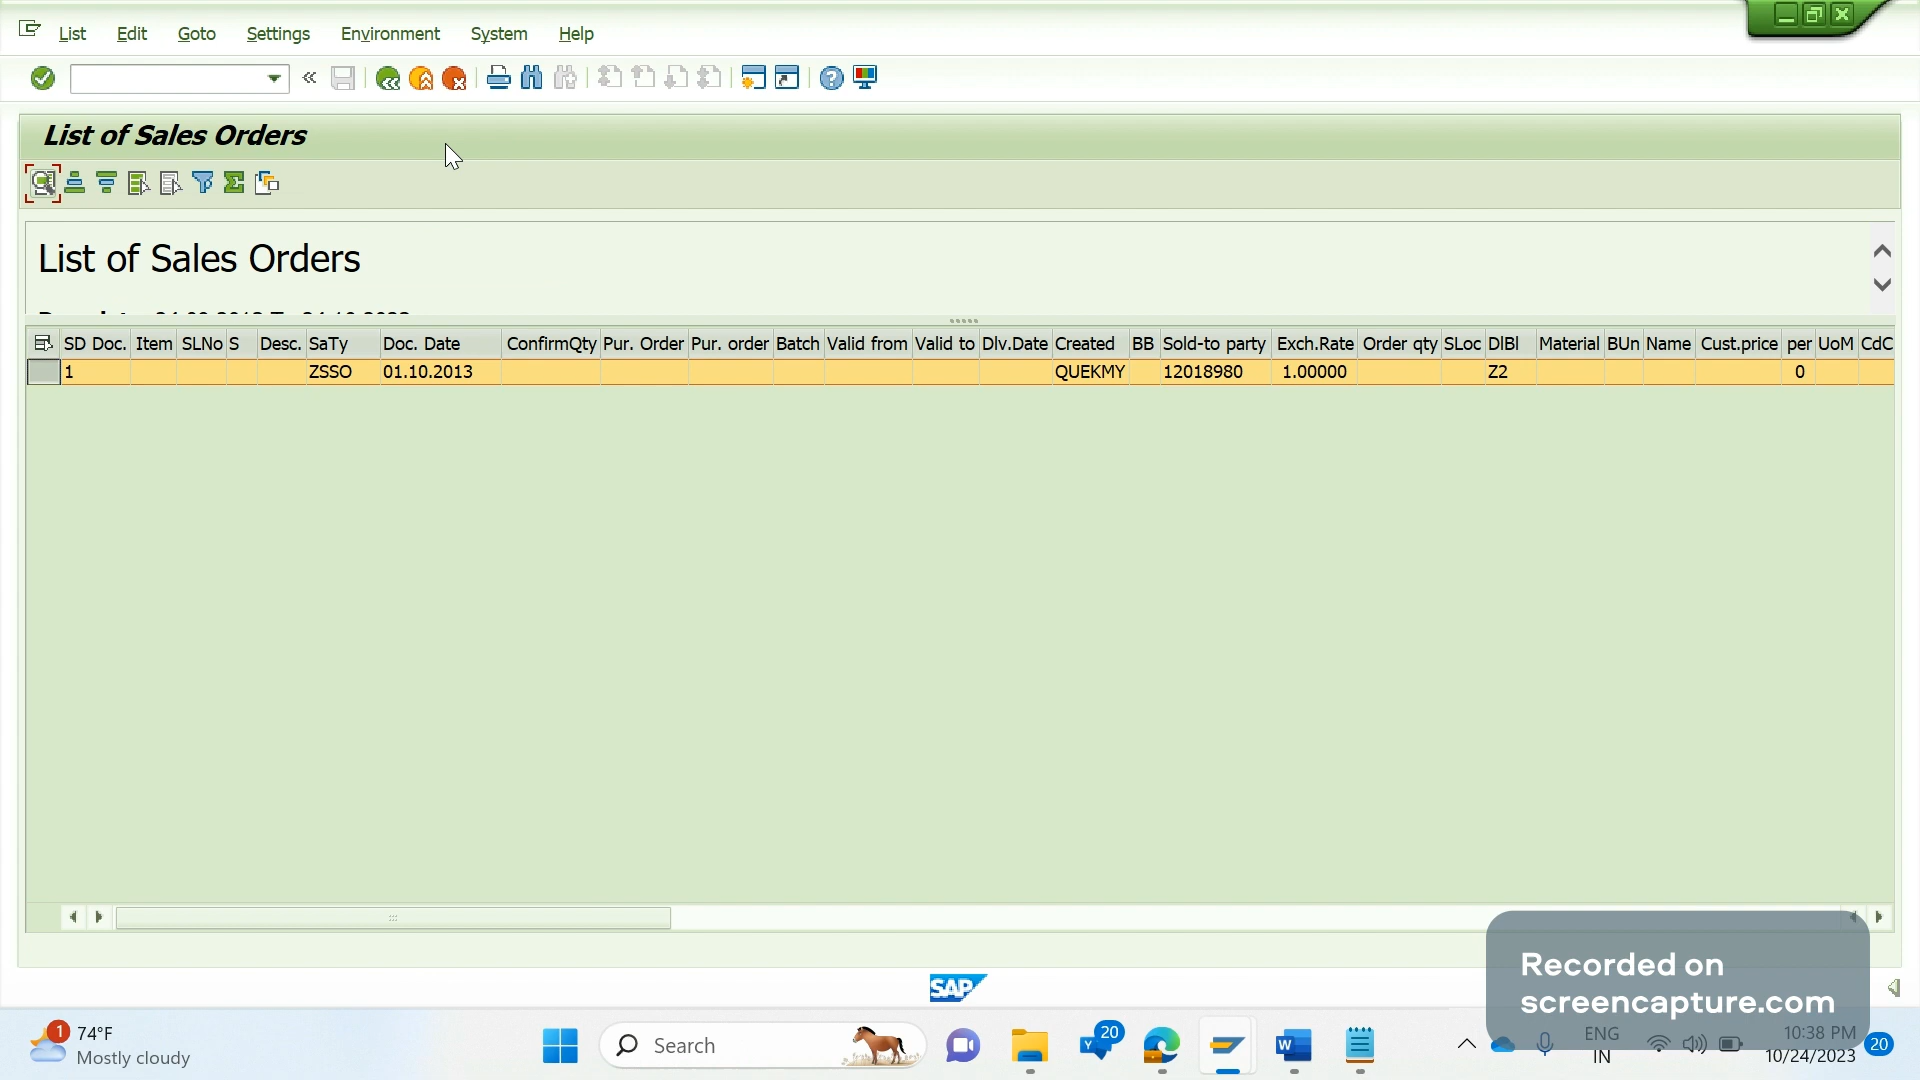 List Edit Goto Settings Environment System Help
List of Sales Orders
List of Sales Orders
SD Doc. Item SLNo S Desc. SaTy Doc. Date ConfirmQty Pur. Order Pur. order Batch Valid from Valid to Dlv.Date Created BB Sold-to party Exch.Rate Order qty SLoc DlBl Material BUn Name Cust.price per UoM CdC
1 ZSSO 01.10.2013 QUEKMY 12018980 1.00000 Z2 0
Recorded on
screencapture.com
SAP
1 74°F
Mostly cloudy
Search
20
ENG
IN
10:38 PM
10/24/2023
20